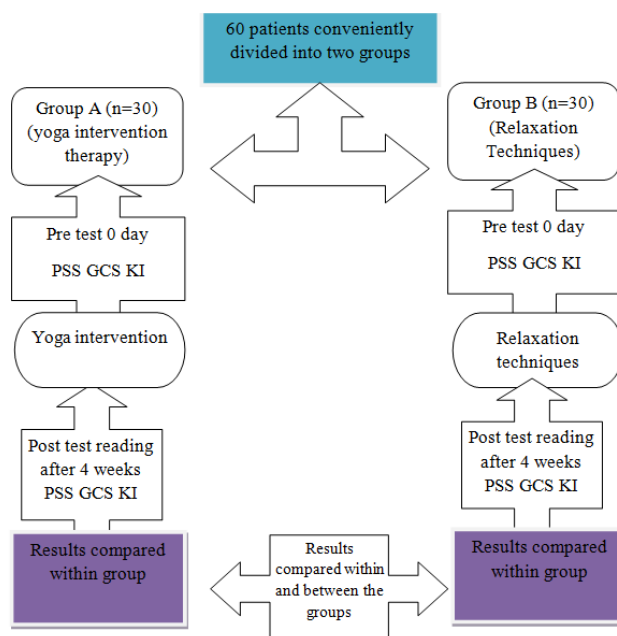 60 patients conveniently
divided into two groups
Group A (n=30)
(yoga intervention
therapy)
Group B (n=30)
(Relaxation
Techniques)
Pre test 0 day
PSS GCS KI
Pre test 0 day
PSS GCS KI
Yoga intervention
Relaxation
techniques
Post test reading
after 4 weeks
PSS GCS KI
Post test reading
after 4 weeks
PSS GCS KI
Results compared
within group
Results
compared within
and between the
groups
Results compared
within group